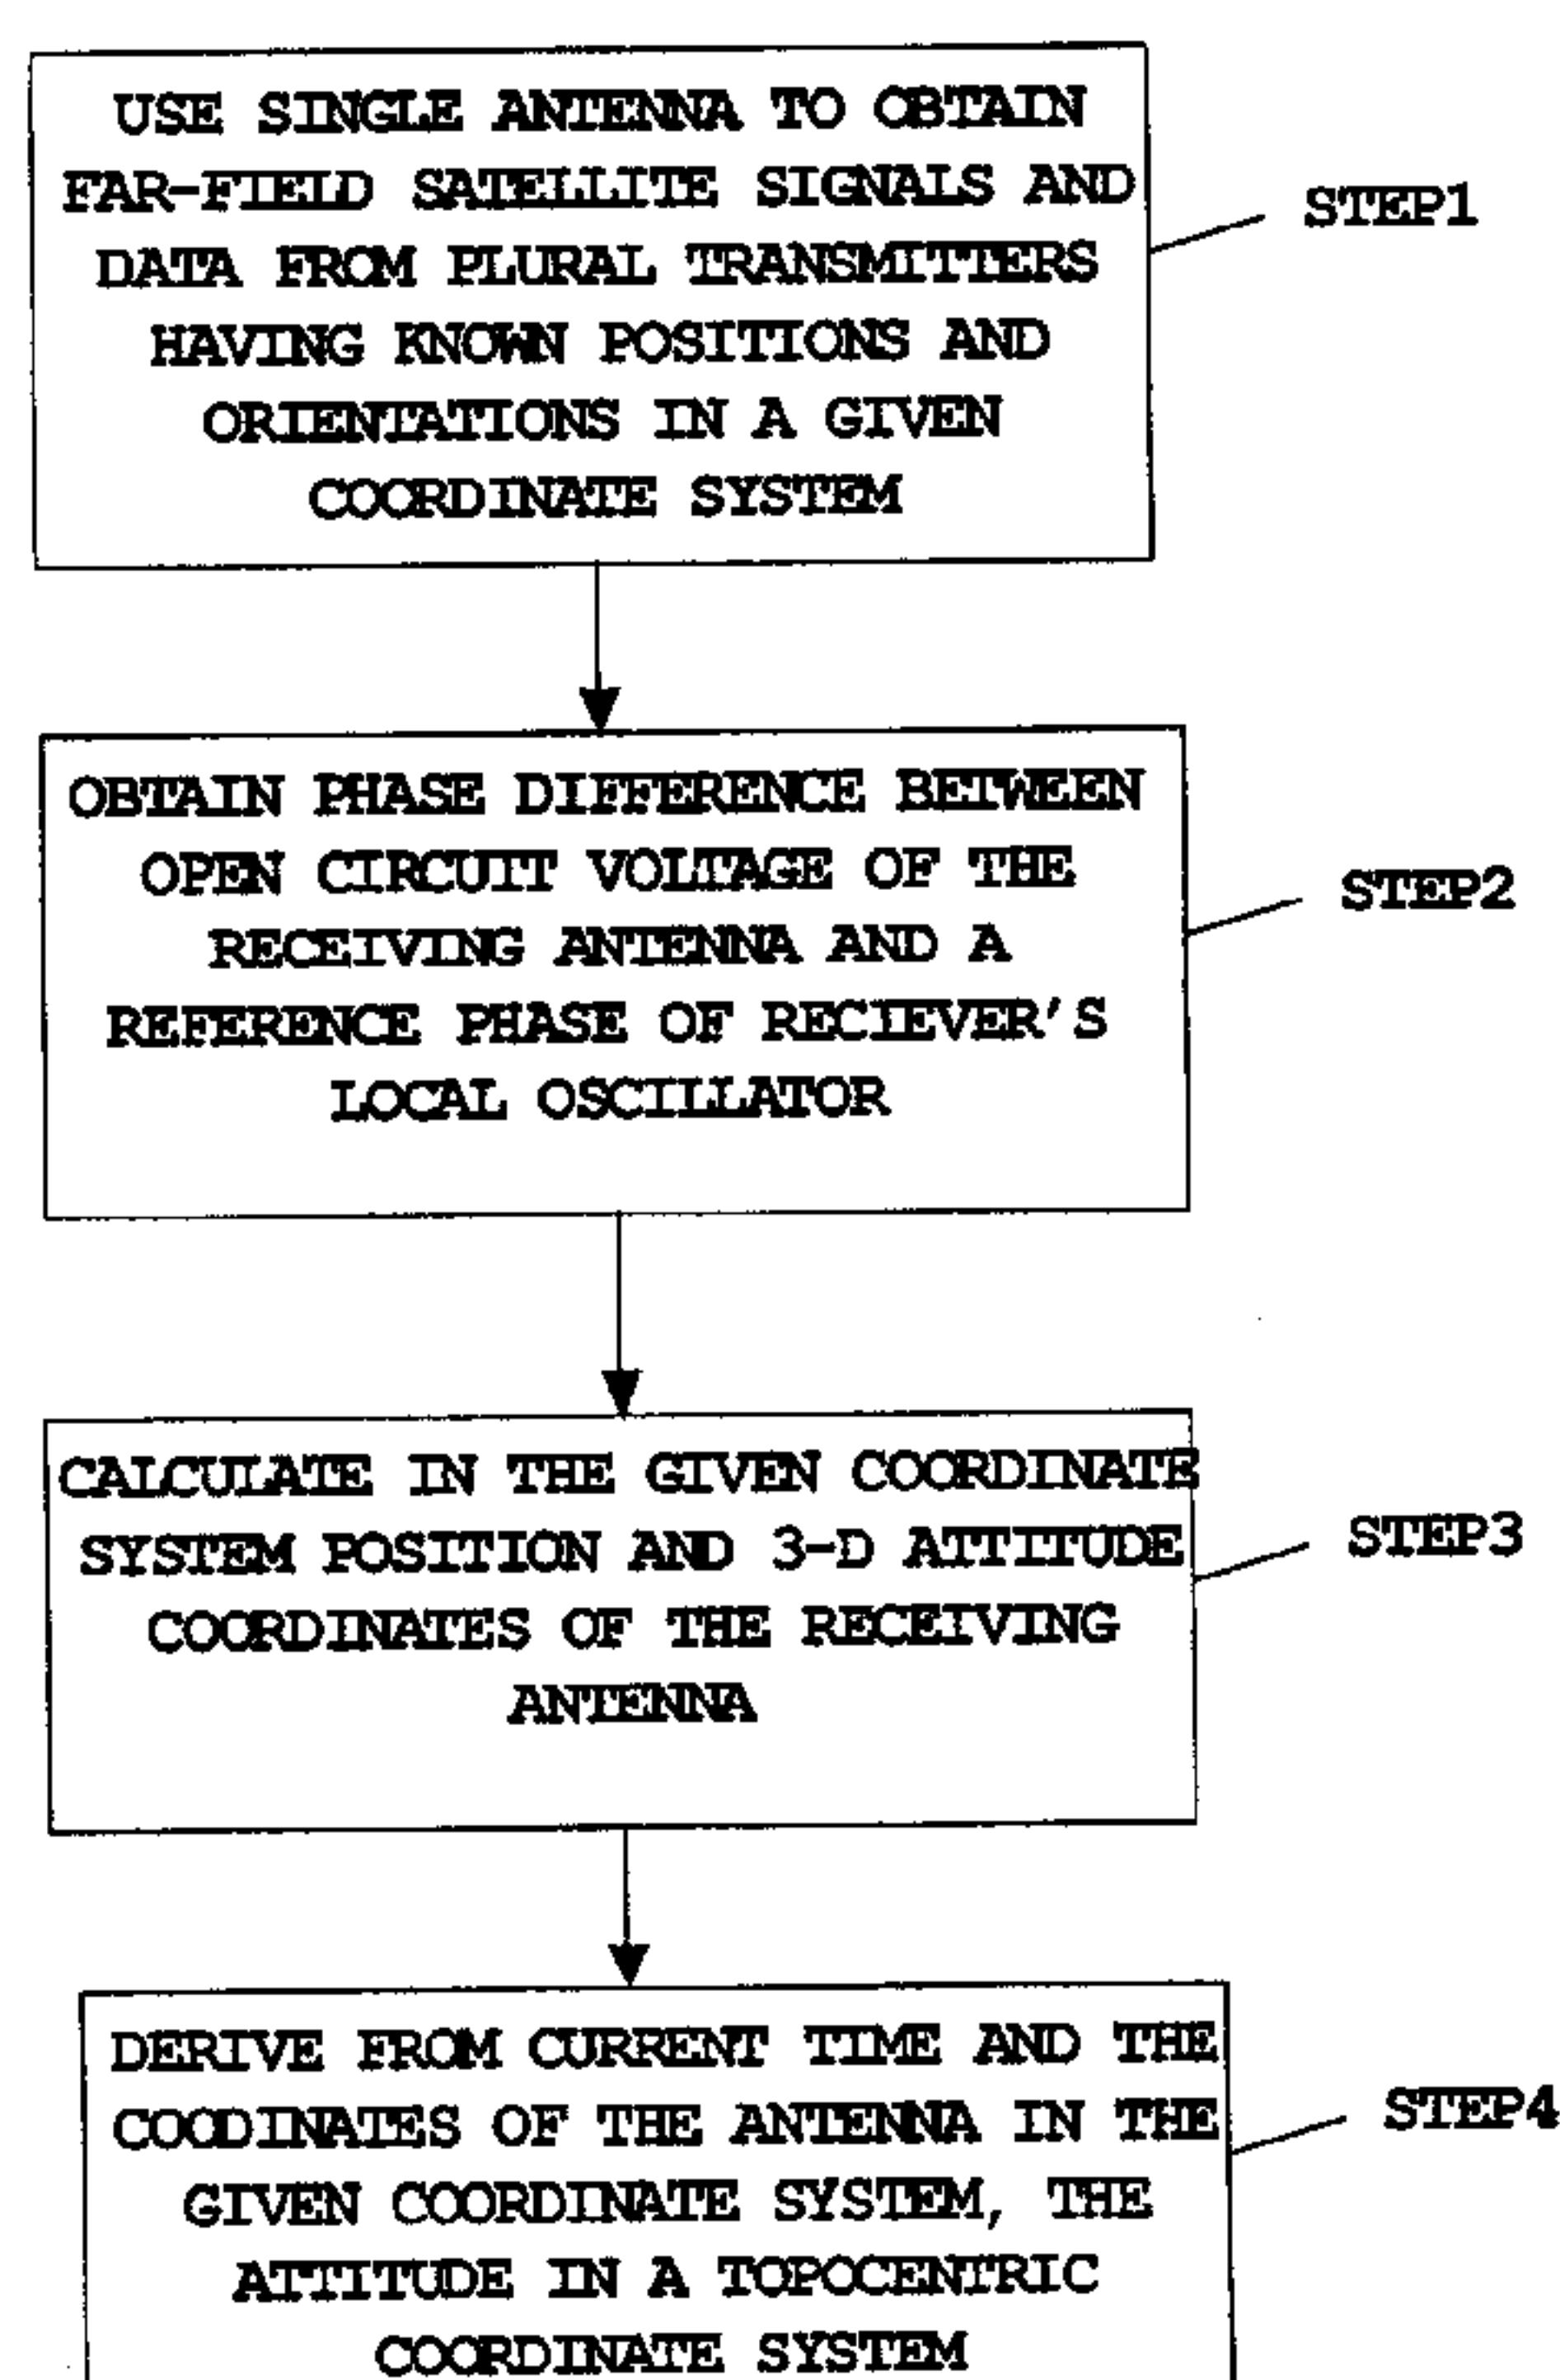 USE SINGLE ANTENNA TO OBTAIN
FAR-FIELD SATELLITE SIGNALS AND
DATA FROM PLURAL TRANSMITTERS
HAVING KNOWN POSITIONS AND
ORIENTATIONS IN A GIVEN
COORDINATE SYSTEM
STEP1
OBTAIN PHASE DIFFERENCE BETWEEN
OPEN CIRCUIT VOLTAGE OF THE
RECEIVING ANTENNA AND A
REFERENCE PHASE OF RECIEVER'S
LOCAL OSCILLATOR
STEP2
CALCULATE IN THE GIVEN COORDINATE
SYSTEM POSITION AND 3-D ATTITUDE
COORDINATES OF THE RECEIVING
ANTENNA
STEP3
DERIVE FROM CURRENT TIME AND THE
COODINATES OF THE ANTENNA IN THE
GIVEN COORDINATE SYSTEM, THE
ATTITUDE IN A TOPOCENTRIC
COORDINATE SYSTEM
STEP4